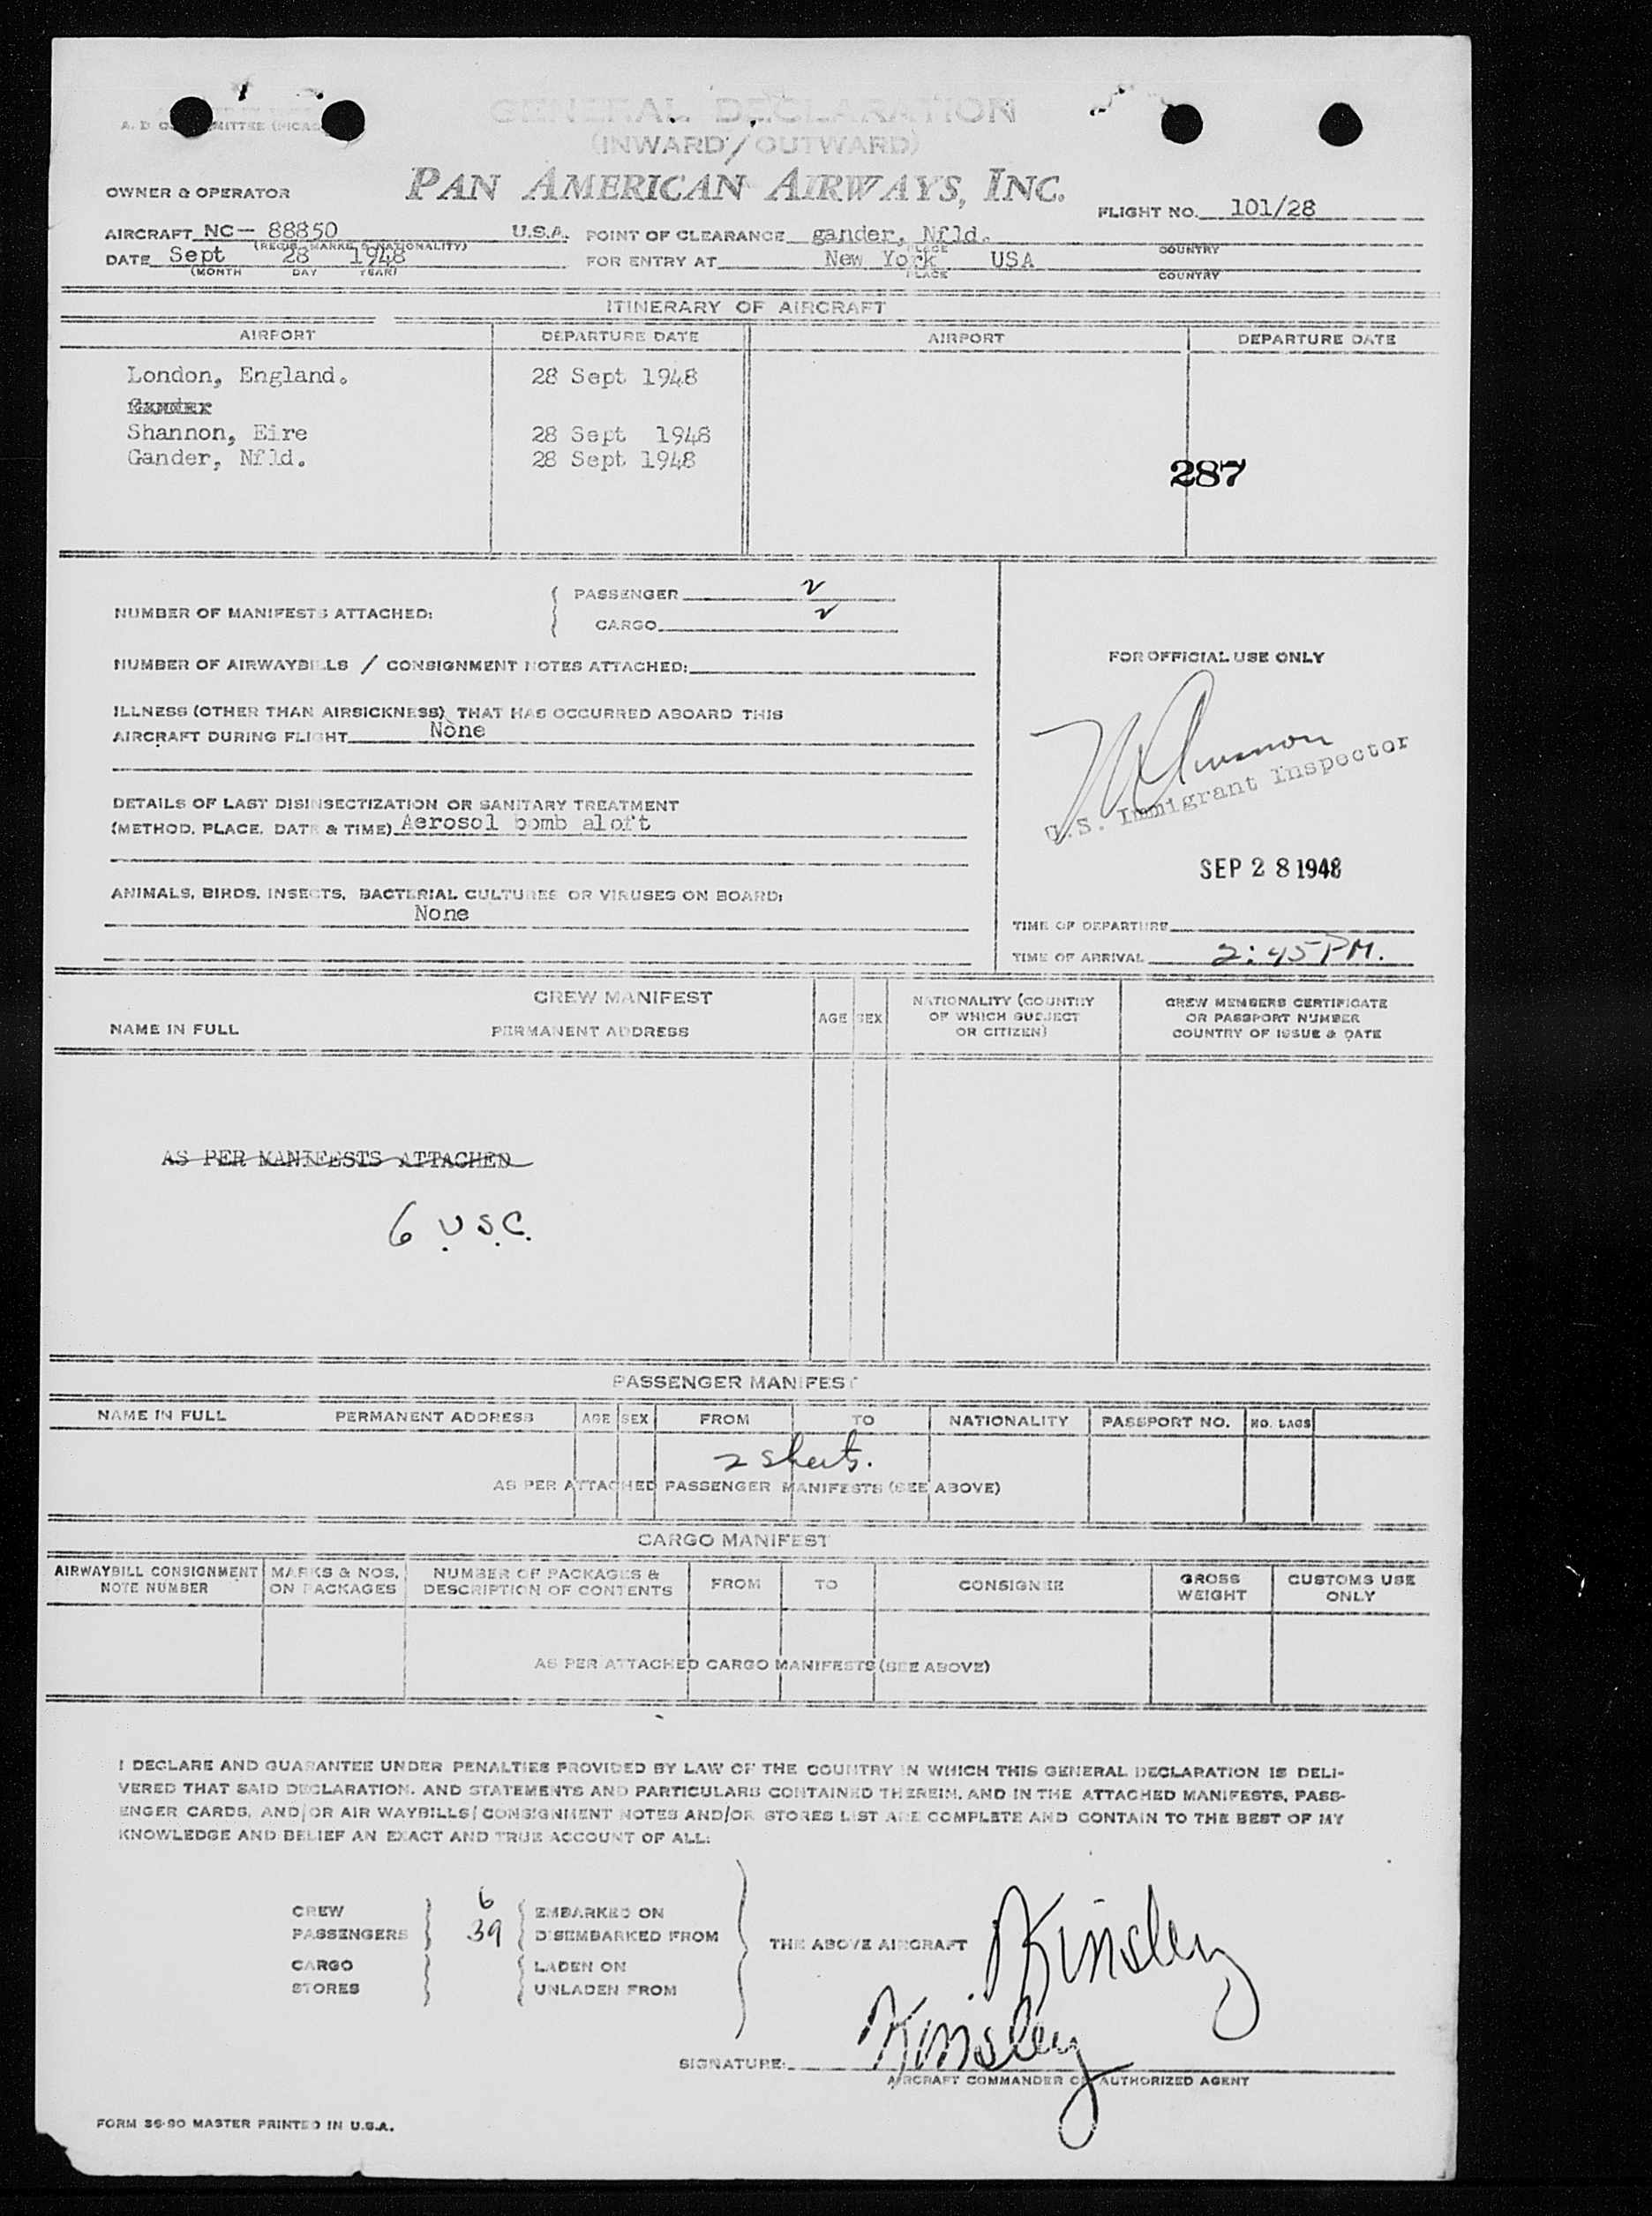 GENERAL DECLARATION
(INWARD / OUTWARD)
PAN AMERICAN AIRWAYS, INC.
OWNER & OPERATOR
FLIGHT NO. 101/28
AIRCRAFT NC- 88850 U.S.A. POINT OF CLEARANCE gander, Nfld.
(REGIS. MARKS & NATIONALITY) PLACE COUNTRY
DATE Sept 28 1948 FOR ENTRY AT New York USA
(MONTH DAY YEAR) PLACE COUNTRY
ITINERARY OF AIRCRAFT
AIRPORT DEPARTURE DATE AIRPORT DEPARTURE DATE
London, England. 28 Sept 1948
Gander
Shannon, Eire 28 Sept 1948
Gander, Nfld. 28 Sept 1948
287
NUMBER OF MANIFESTS ATTACHED: PASSENGER 2
CARGO 2
NUMBER OF AIRWAYBILLS / CONSIGNMENT NOTES ATTACHED:
FOR OFFICIAL USE ONLY
ILLNESS (OTHER THAN AIRSICKNESS) THAT HAS OCCURRED ABOARD THIS
AIRCRAFT DURING FLIGHT None
U.S. Immigrant Inspector
DETAILS OF LAST DISINSECTIZATION OR SANITARY TREATMENT
(METHOD, PLACE, DATE & TIME) Aerosol bomb aloft
SEP 28 1948
ANIMALS, BIRDS, INSECTS, BACTERIAL CULTURES OR VIRUSES ON BOARD:
None
TIME OF DEPARTURE
TIME OF ARRIVAL 2:45 PM.
CREW MANIFEST
NAME IN FULL PERMANENT ADDRESS AGE SEX NATIONALITY (COUNTRY OF WHICH SUBJECT OR CITIZEN) CREW MEMBERS CERTIFICATE OR PASSPORT NUMBER COUNTRY OF ISSUE & DATE
AS PER MANIFESTS ATTACHED
6 U.S.C.
PASSENGER MANIFEST
NAME IN FULL PERMANENT ADDRESS AGE SEX FROM TO NATIONALITY PASSPORT NO. NO. LAGS
2 sheets.
AS PER ATTACHED PASSENGER MANIFESTS (SEE ABOVE)
CARGO MANIFEST
AIRWAYBILL CONSIGNMENT NOTE NUMBER MARKS & NOS. ON PACKAGES NUMBER OF PACKAGES & DESCRIPTION OF CONTENTS FROM TO CONSIGNEE GROSS WEIGHT CUSTOMS USE ONLY
AS PER ATTACHED CARGO MANIFESTS (SEE ABOVE)
I DECLARE AND GUARANTEE UNDER PENALTIES PROVIDED BY LAW OF THE COUNTRY IN WHICH THIS GENERAL DECLARATION IS DELI-
VERED THAT SAID DECLARATION, AND STATEMENTS AND PARTICULARS CONTAINED THEREIN, AND IN THE ATTACHED MANIFESTS, PASS-
ENGER CARDS, AND/OR AIR WAYBILLS/CONSIGNMENT NOTES AND/OR STORES LIST ARE COMPLETE AND CONTAIN TO THE BEST OF MY
KNOWLEDGE AND BELIEF AN EXACT AND TRUE ACCOUNT OF ALL:
CREW 6 EMBARKED ON
PASSENGERS 39 DISEMBARKED FROM
THE ABOVE AIRCRAFT Kinsley
CARGO LADEN ON
STORES UNLADEN FROM
SIGNATURE: Kinsley
AIRCRAFT COMMANDER OR AUTHORIZED AGENT
FORM 36-90 MASTER PRINTED IN U.S.A.